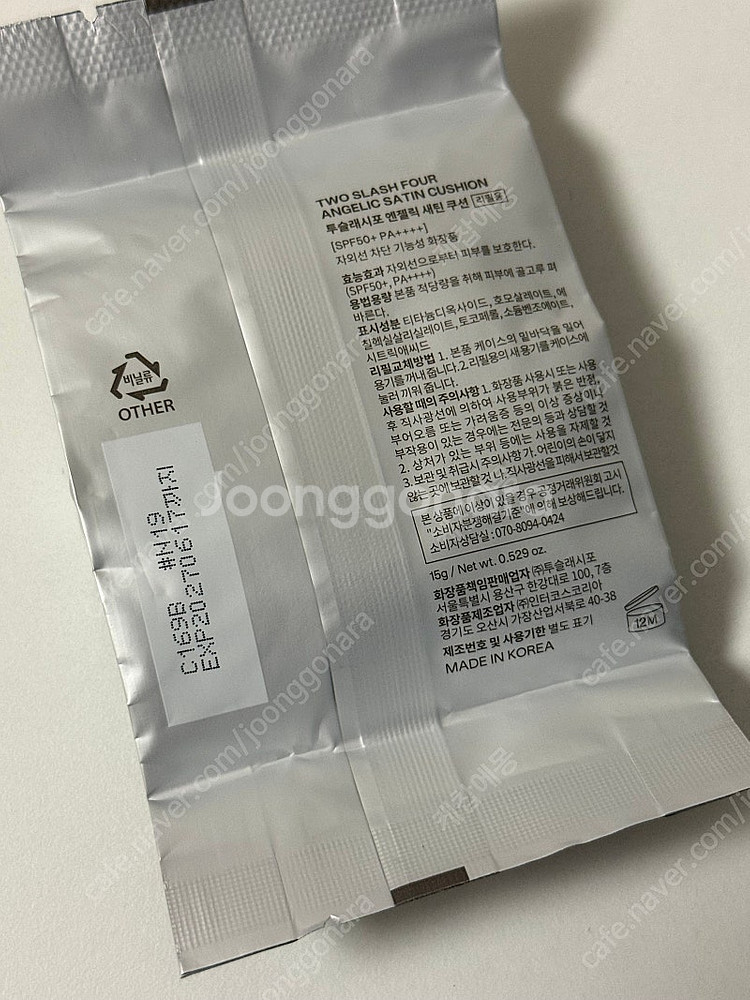 TWO SLASH FOUR
ANGELIC SATIN CUSHION
투슬래시포 엔젤릭 새틴 쿠션 리필용
[SPF50+ PA++++]
자외선 차단 기능성 화장품
효능효과 자외선으로부터 피부를 보호한다.
(SPF50+, PA++++)
용법용량 본품 적당량을 취해 피부에 골고루 펴
바른다.
표시성분 티타늄디옥사이드, 호모살레이트, 에
칠헥실살리실레이트, 토코페롤, 소듐벤조에이트,
시트릭애씨드
리필교체방법 1. 본품 케이스의 밑바닥을 밀어
용기를 꺼내줍니다. 2. 리필용의 새 용기를 케이스에
눌러 끼워 줍니다.
사용할 때의 주의사항 1. 화장품 사용시 또는 사용
후 직사광선에 의하여 사용부위가 붉은 반점,
부어오름 또는 가려움증 등의 이상 증상이나
부작용이 있는 경우에는 전문의 등과 상담할 것
2. 상처가 있는 부위 등에는 사용을 자제할 것
3. 보관 및 취급시 주의사항 가. 어린이의 손이 닿지
않는 곳에 보관할 것 나. 직사광선을 피해서 보관할것
본 상품에 이상이 있을 경우 공정거래위원회 고시
"소비자분쟁해결기준"에 의해 보상해드립니다.
소비자상담실 : 070-8094-0424
15g / Net wt. 0.529 oz.
화장품책임판매업자 (주)투슬래시포
서울특별시 용산구 한강대로 100, 7층
화장품제조업자 (주)인터코스코리아
경기도 오산시 가장산업서북로 40-38
제조번호 및 사용기한 별도 표기
MADE IN KOREA
12M
비닐류
OTHER
C169B #N19
EXP20270617까지
Joonggonara
cafe.naver.com/joonggonara